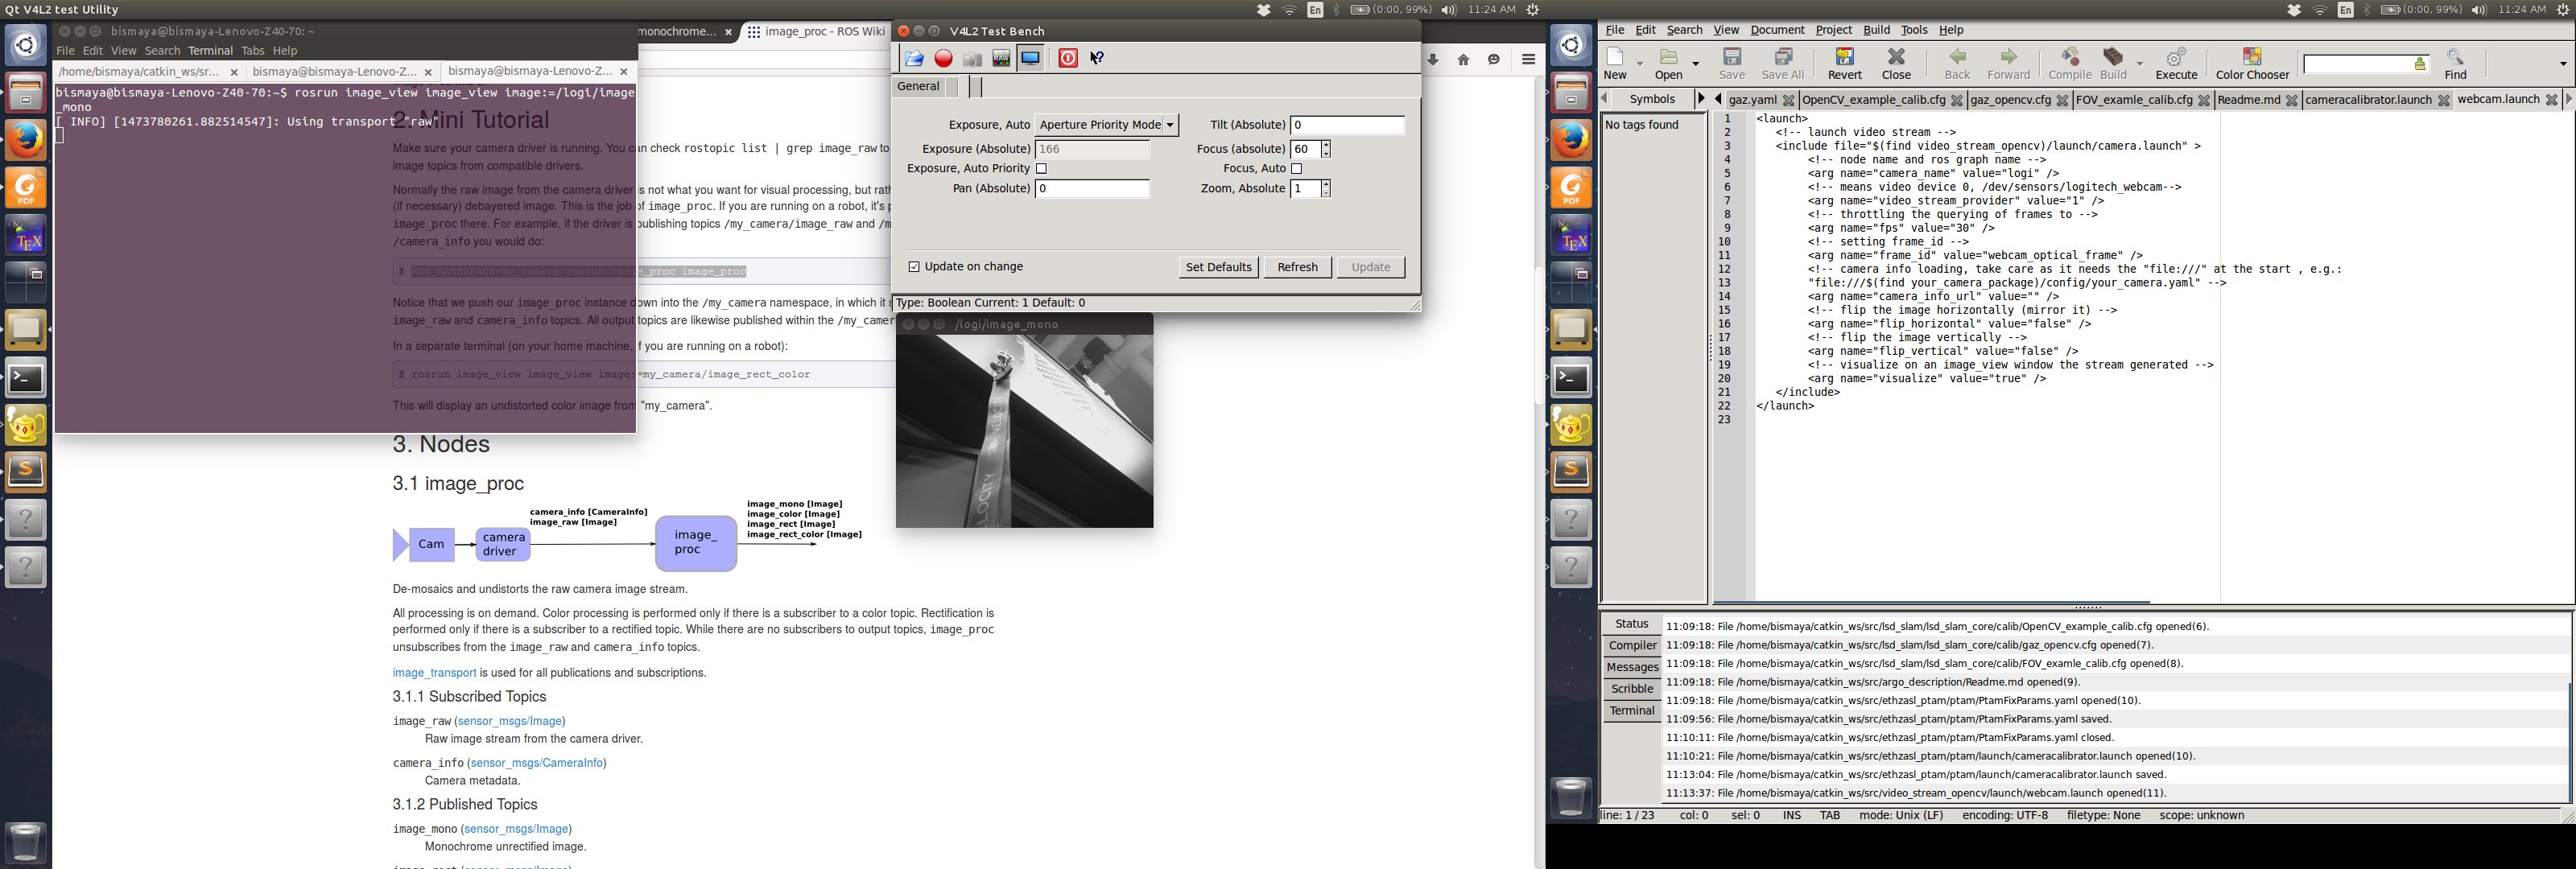 Qt V4L2 test Utility
En
(0:00, 99%)
11:24 AM
bismaya@bismaya-Lenovo-Z40-70: ~
File Edit View Search Terminal Tabs Help
/home/bismaya/catkin_ws/sr...
bismaya@bismaya-Lenovo-Z...
bismaya@bismaya-Lenovo-Z...
bismaya@bismaya-Lenovo-Z40-70:~$ rosrun image_view image_view image:=/logi/image
_mono
[ INFO] [1473780261.882514547]: Using transport "raw"
monochrome...
image_proc - ROS Wiki
2. Mini Tutorial
Make sure your camera driver is running. You can check rostopic list | grep image_raw to
image topics from compatible drivers.
Normally the raw image from the camera driver is not what you want for visual processing, but rath
(if necessary) debayered image. This is the job of image_proc. If you are running on a robot, it's p
image_proc there. For example, if the driver is publishing topics /my_camera/image_raw and /m
/camera_info you would do:
$ ROS_NAMESPACE=my_camera rosrun image_proc image_proc
Notice that we push our image_proc instance down into the /my_camera namespace, in which it s
image_raw and camera_info topics. All output topics are likewise published within the /my_camer
In a separate terminal (on your home machine, if you are running on a robot):
$ rosrun image_view image_view image:=my_camera/image_rect_color
This will display an undistorted color image from "my_camera".
3. Nodes
3.1 image_proc
Cam
camera
driver
camera_info [CameraInfo]
image_raw [Image]
image_
proc
image_mono [Image]
image_color [Image]
image_rect [Image]
image_rect_color [Image]
De-mosaics and undistorts the raw camera image stream.
All processing is on demand. Color processing is performed only if there is a subscriber to a color topic. Rectification is
performed only if there is a subscriber to a rectified topic. While there are no subscribers to output topics, image_proc
unsubscribes from the image_raw and camera_info topics.
image_transport is used for all publications and subscriptions.
3.1.1 Subscribed Topics
image_raw (sensor_msgs/Image)
Raw image stream from the camera driver.
camera_info (sensor_msgs/CameraInfo)
Camera metadata.
3.1.2 Published Topics
image_mono (sensor_msgs/Image)
Monochrome unrectified image.
V4L2 Test Bench
RAW
General
Exposure, Auto Aperture Priority Mode
Tilt (Absolute) 0
Exposure (Absolute) 166
Focus (absolute) 60
Exposure, Auto Priority
Focus, Auto
Pan (Absolute) 0
Zoom, Absolute 1
Update on change
Set Defaults Refresh Update
Type: Boolean Current: 1 Default: 0
/logi/image_mono
VELOCITY
LOCITY
PDF
TEX
En
(0:00, 99%)
11:24 AM
File Edit Search View Document Project Build Tools Help
New Open Save Save All Revert Close Back Forward Compile Build Execute Color Chooser Find
Symbols
gaz.yaml OpenCV_example_calib.cfg gaz_opencv.cfg FOV_examle_calib.cfg Readme.md cameracalibrator.launch webcam.launch
No tags found
1 <launch>
2 <!-- launch video stream -->
3 <include file="$(find video_stream_opencv)/launch/camera.launch" >
4 <!-- node name and ros graph name -->
5 <arg name="camera_name" value="logi" />
6 <!-- means video device 0, /dev/sensors/logitech_webcam-->
7 <arg name="video_stream_provider" value="1" />
8 <!-- throttling the querying of frames to -->
9 <arg name="fps" value="30" />
10 <!-- setting frame_id -->
11 <arg name="frame_id" value="webcam_optical_frame" />
12 <!-- camera info loading, take care as it needs the "file:///" at the start , e.g.:
13 "file:///$(find your_camera_package)/config/your_camera.yaml" -->
14 <arg name="camera_info_url" value="" />
15 <!-- flip the image horizontally (mirror it) -->
16 <arg name="flip_horizontal" value="false" />
17 <!-- flip the image vertically -->
18 <arg name="flip_vertical" value="false" />
19 <!-- visualize on an image_view window the stream generated -->
20 <arg name="visualize" value="true" />
21 </include>
22 </launch>
23
Status
Compiler
Messages
Scribble
Terminal
11:09:18: File /home/bismaya/catkin_ws/src/lsd_slam/lsd_slam_core/calib/OpenCV_example_calib.cfg opened(6).
11:09:18: File /home/bismaya/catkin_ws/src/lsd_slam/lsd_slam_core/calib/gaz_opencv.cfg opened(7).
11:09:18: File /home/bismaya/catkin_ws/src/lsd_slam/lsd_slam_core/calib/FOV_examle_calib.cfg opened(8).
11:09:18: File /home/bismaya/catkin_ws/src/argo_description/Readme.md opened(9).
11:09:18: File /home/bismaya/catkin_ws/src/ethzasl_ptam/ptam/PtamFixParams.yaml opened(10).
11:09:56: File /home/bismaya/catkin_ws/src/ethzasl_ptam/ptam/PtamFixParams.yaml saved.
11:10:11: File /home/bismaya/catkin_ws/src/ethzasl_ptam/ptam/PtamFixParams.yaml closed.
11:10:21: File /home/bismaya/catkin_ws/src/ethzasl_ptam/ptam/launch/cameracalibrator.launch opened(10).
11:13:04: File /home/bismaya/catkin_ws/src/ethzasl_ptam/ptam/launch/cameracalibrator.launch saved.
11:13:37: File /home/bismaya/catkin_ws/src/video_stream_opencv/launch/webcam.launch opened(11).
line: 1 / 23 col: 0 sel: 0 INS TAB mode: Unix (LF) encoding: UTF-8 filetype: None scope: unknown
PDF
TEX